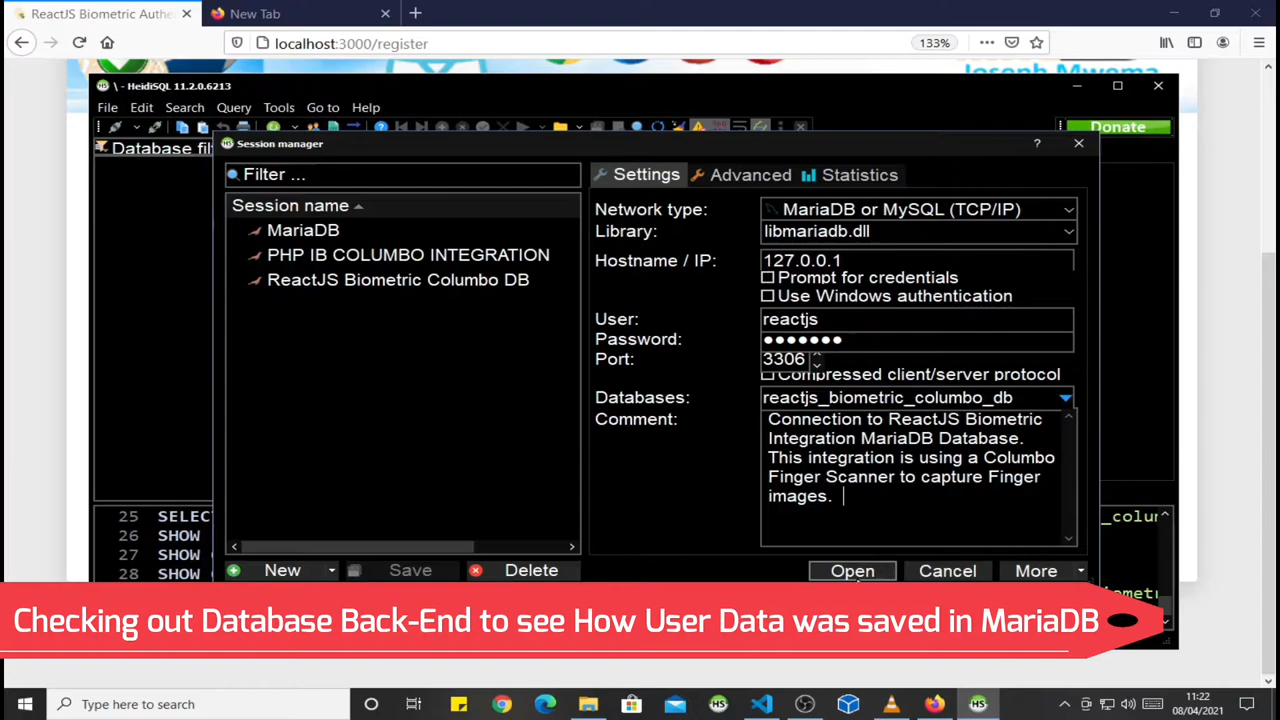 ReactJS Biometric Authe
New Tab
localhost:3000/register
133%
Joseph Mwema
\ - HeidiSQL 11.2.0.6213
File Edit Search Query Tools Go to Help
Donate
Database filt
Session manager
?
Filter ...
Settings
Advanced
Statistics
Session name
MariaDB
PHP IB COLUMBO INTEGRATION
ReactJS Biometric Columbo DB
Network type:
MariaDB or MySQL (TCP/IP)
Library:
libmariadb.dll
Hostname / IP:
127.0.0.1
Prompt for credentials
Use Windows authentication
User:
reactjs
Password:
●●●●●●●
Port:
3306
Compressed client/server protocol
Databases:
reactjs_biometric_columbo_db
Comment:
Connection to ReactJS Biometric
Integration MariaDB Database.
This integration is using a Columbo
Finger Scanner to capture Finger
images.
25 SELEC
_colu
26 SHOW
27 SHOW
28 SHOW
New
Save
Delete
Open
Cancel
More
Checking out Database Back-End to see How User Data was saved in MariaDB
Type here to search
11:22
08/04/2021